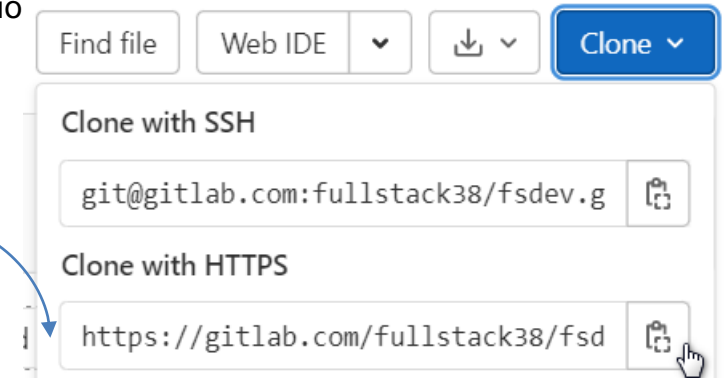 Find file Web IDE Clone
Clone with SSH
git@gitlab.com:fullstack38/fsdev.g
Clone with HTTPS
https://gitlab.com/fullstack38/fsd